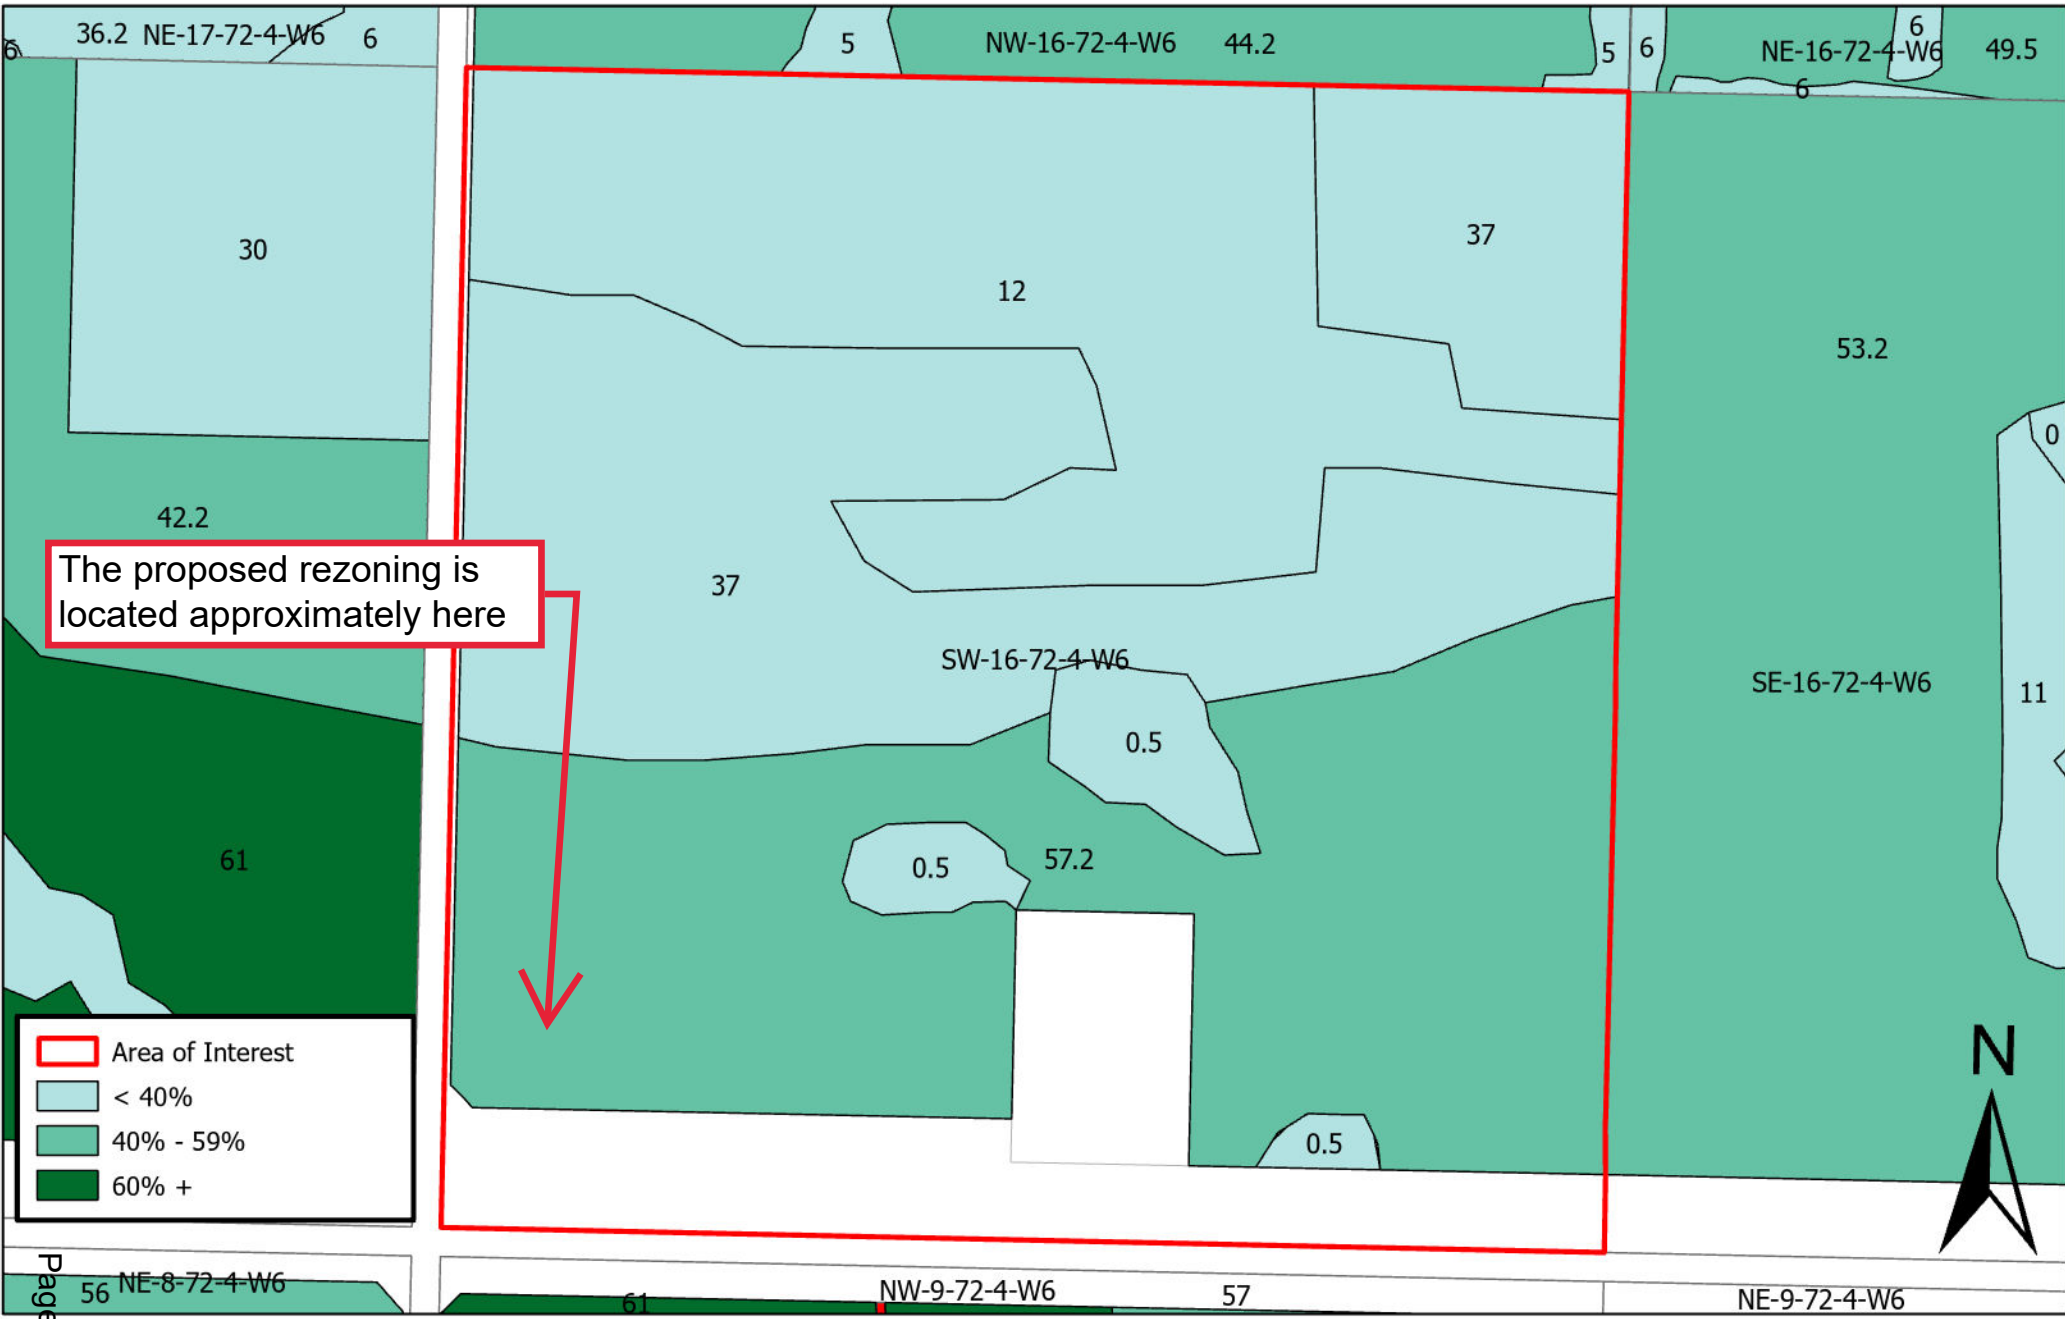 36.2 NE-17-72-4-W6 6
6
5
NW-16-72-4-W6 44.2
5 6
6
NE-16-72-4-W6 49.5
6
30
12
37
53.2
0
42.2
The proposed rezoning is
located approximately here
37
SW-16-72-4-W6
SE-16-72-4-W6
11
0.5
61
0.5
57.2
0.5
N
Area of Interest
< 40%
40% - 59%
60% +
Page
56 NE-8-72-4-W6
61
NW-9-72-4-W6
57
NE-9-72-4-W6